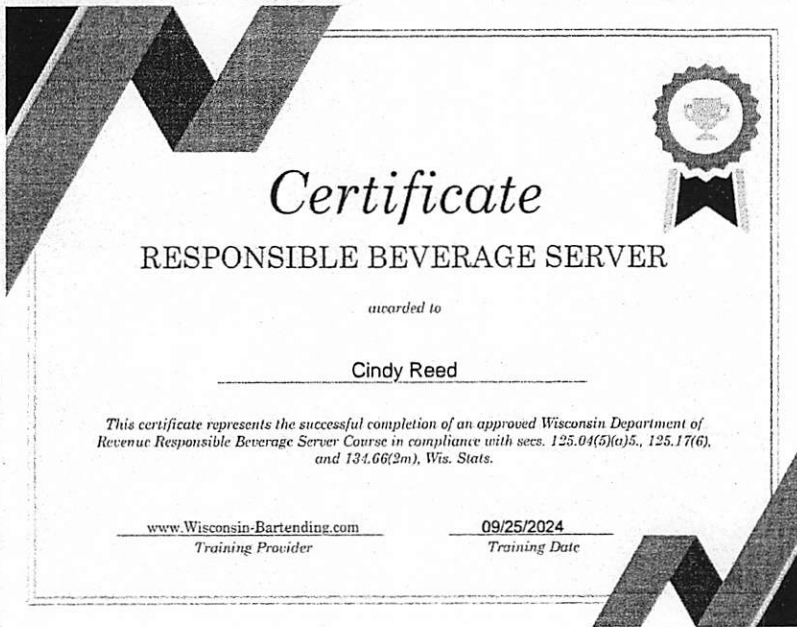 Certificate
RESPONSIBLE BEVERAGE SERVER
awarded to
Cindy Reed
This certificate represents the successful completion of an approved Wisconsin Department of
Revenue Responsible Beverage Server Course in compliance with secs. 125.04(5)(a)5., 125.17(6),
and 134.66(2m), Wis. Stats.
www.Wisconsin-Bartending.com 09/25/2024
Training Provider Training Date